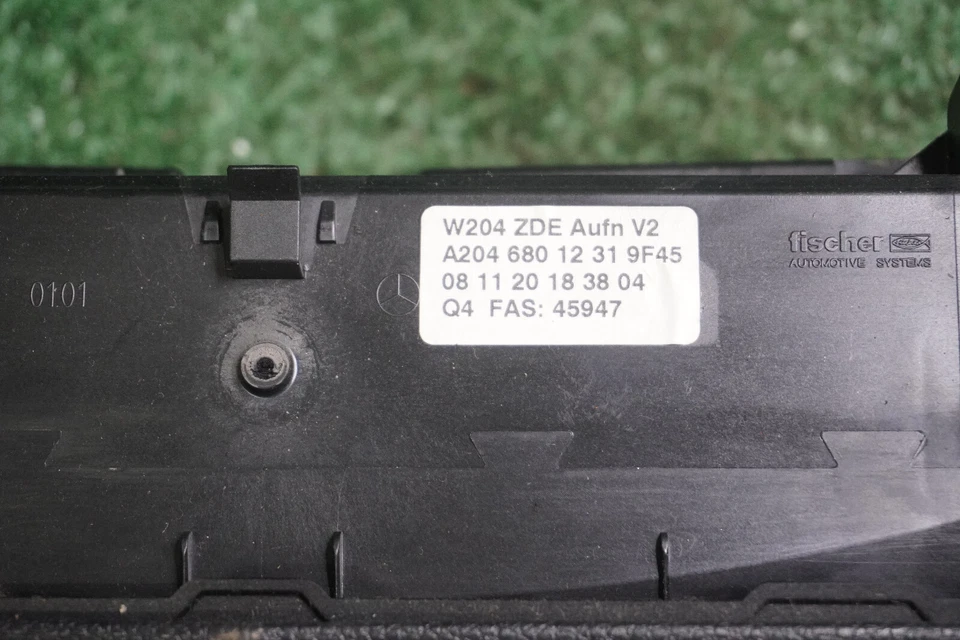 W204 ZDE Aufn V2
A204 680 12 31 9F45
08 11 20 18 38 04
Q4 FAS: 45947
fischer
AUTOMOTIVE SYSTEMS
0101